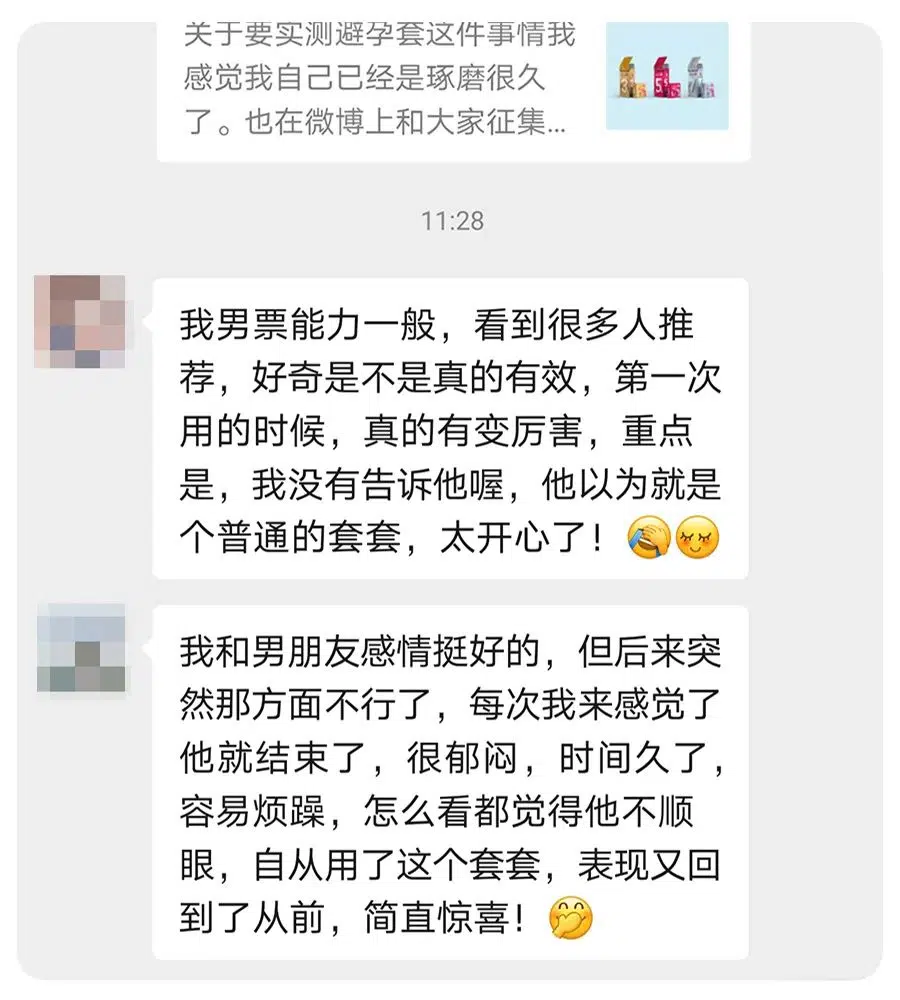 关于要实测避孕套这件事情我
感觉我自己已经是琢磨很久
了。也在微博上和大家征集...
11:28
我男票能力一般，看到很多人推
荐，好奇是不是真的有效，第一次
用的时候，真的有变厉害，重点
是，我没有告诉他喔，他以为就是
个普通的套套，太开心了！🤦😌
我和男朋友感情挺好的，但后来突
然那方面不行了，每次我来感觉了
他就结束了，很郁闷，时间久了，
容易烦躁，怎么看都觉得他不顺
眼，自从用了这个套套，表现又回
到了从前，简直惊喜！🤭